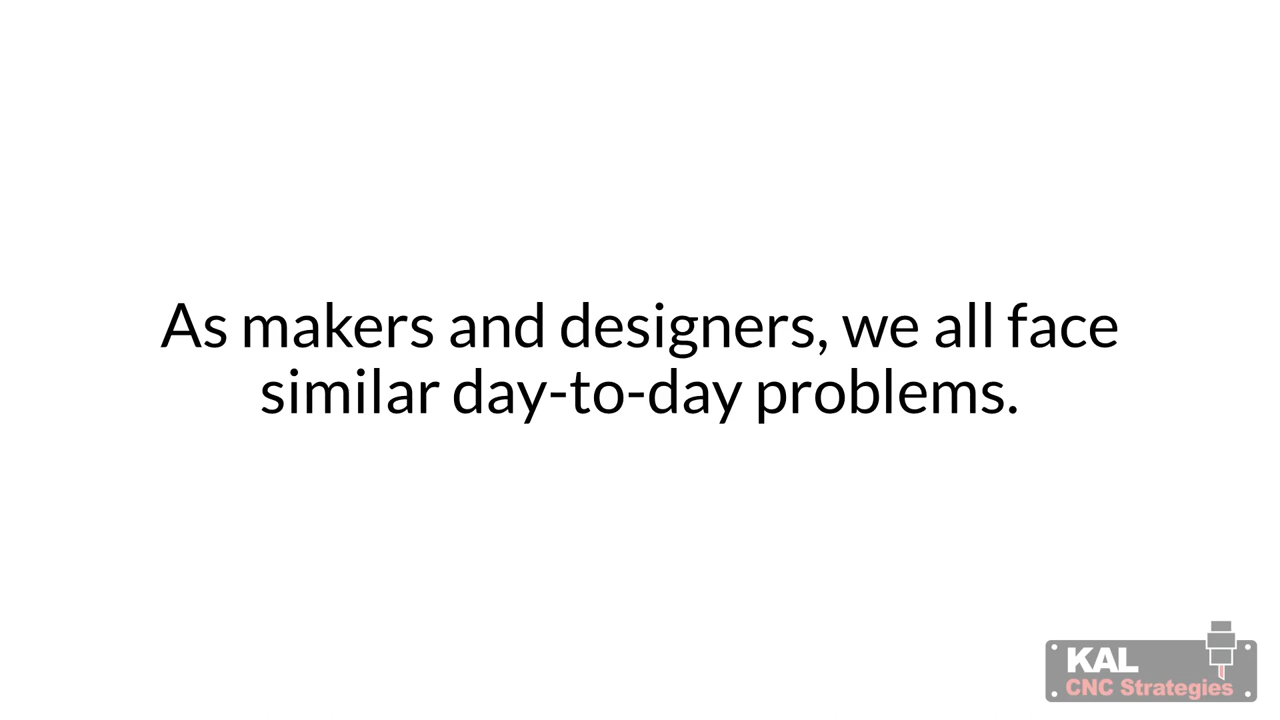 As makers and designers, we all face
similar day-to-day problems.
KAL
CNC Strategies